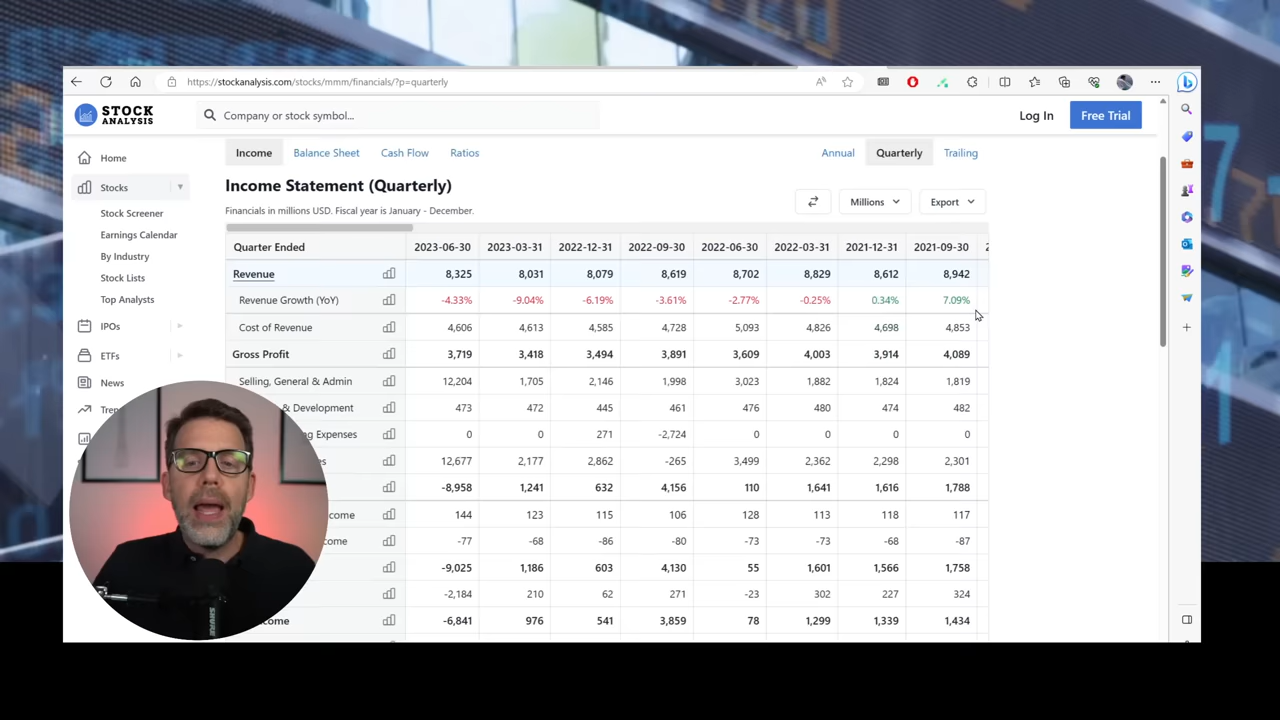 https://stockanalysis.com/stocks/mmm/financials/?p=quarterly
STOCK ANALYSIS
Company or stock symbol...
Log In
Free Trial
Home
Stocks
Stock Screener
Earnings Calendar
By Industry
Stock Lists
Top Analysts
IPOs
ETFs
News
Tren
Income Balance Sheet Cash Flow Ratios Annual Quarterly Trailing
Income Statement (Quarterly)
Financials in millions USD. Fiscal year is January - December.
Millions Export
Quarter Ended 2023-06-30 2023-03-31 2022-12-31 2022-09-30 2022-06-30 2022-03-31 2021-12-31 2021-09-30 2
Revenue 8,325 8,031 8,079 8,619 8,702 8,829 8,612 8,942
Revenue Growth (YoY) -4.33% -9.04% -6.19% -3.61% -2.77% -0.25% 0.34% 7.09%
Cost of Revenue 4,606 4,613 4,585 4,728 5,093 4,826 4,698 4,853
Gross Profit 3,719 3,418 3,494 3,891 3,609 4,003 3,914 4,089
Selling, General & Admin 12,204 1,705 2,146 1,998 3,023 1,882 1,824 1,819
& Development 473 472 445 461 476 480 474 482
g Expenses 0 0 271 -2,724 0 0 0 0
es 12,677 2,177 2,862 -265 3,499 2,362 2,298 2,301
-8,958 1,241 632 4,156 110 1,641 1,616 1,788
come 144 123 115 106 128 113 118 117
ome -77 -68 -86 -80 -73 -73 -68 -87
-9,025 1,186 603 4,130 55 1,601 1,566 1,758
-2,184 210 62 271 -23 302 227 324
ome -6,841 976 541 3,859 78 1,299 1,339 1,434
SHURE